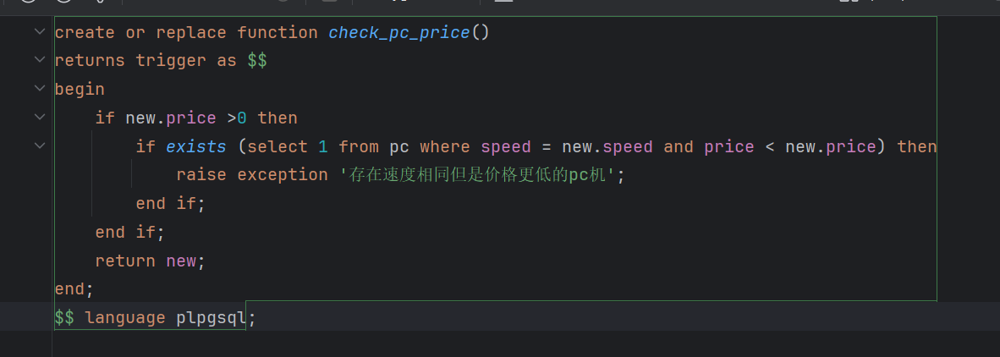 create or replace function check_pc_price()
returns trigger as $$
begin
    if new.price >0 then
        if exists (select 1 from pc where speed = new.speed and price < new.price) then
            raise exception '存在速度相同但是价格更低的pc机';
        end if;
    end if;
    return new;
end;
$$ language plpgsql;